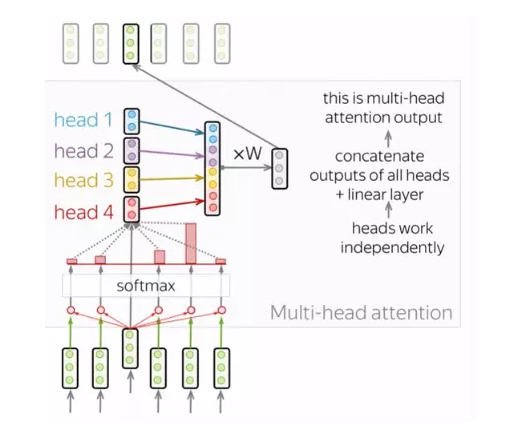 head 1
head 2
head 3
head 4
×W
softmax
this is multi-head
attention output
concatenate
outputs of all heads
+ linear layer
heads work
independently
Multi-head attention